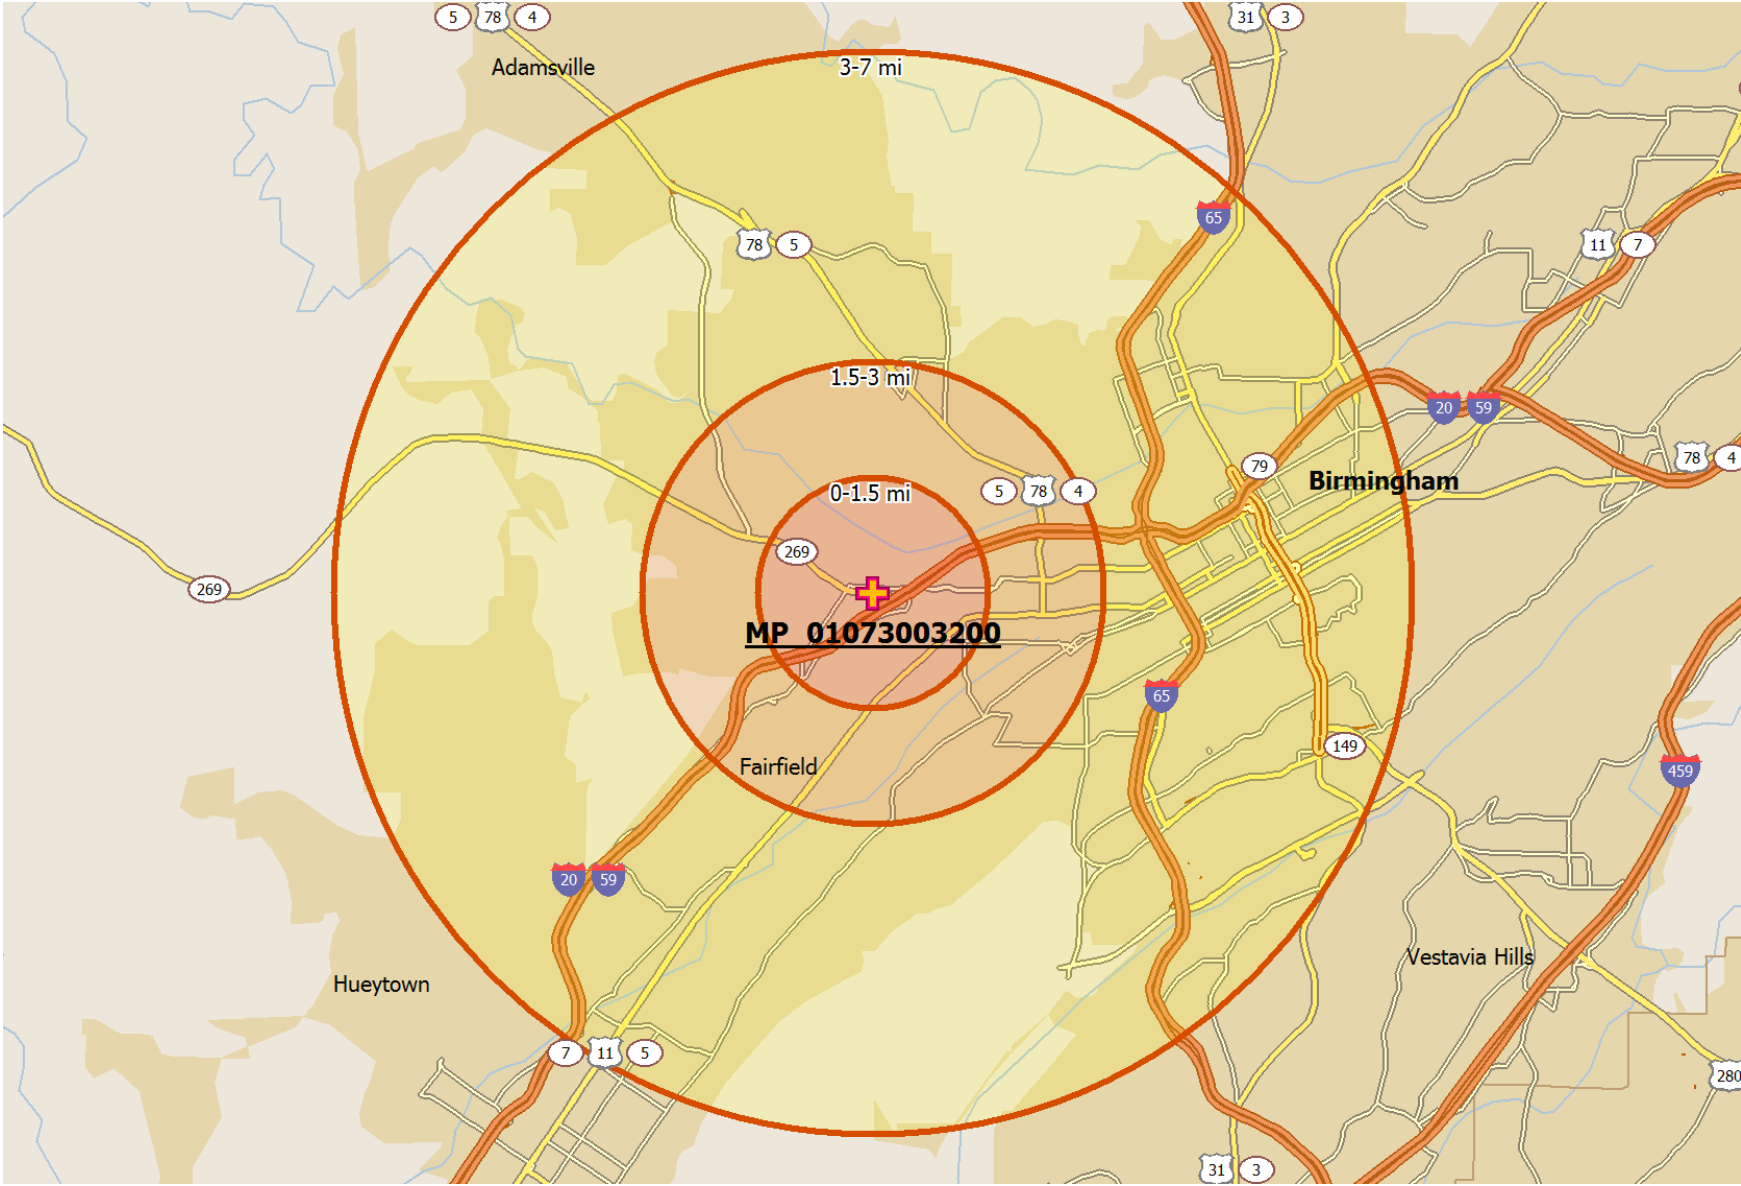 5 78 4
31 3
Adamsville
3-7 mi
65
78 5
11 7
1.5-3 mi
20 59
79
78 4
Birmingham
0-1.5 mi
5 78 4
269
269
MP 01073003200
65
149
Fairfield
459
20 59
Vestavia Hills
Hueytown
7 11 5
280
31 3